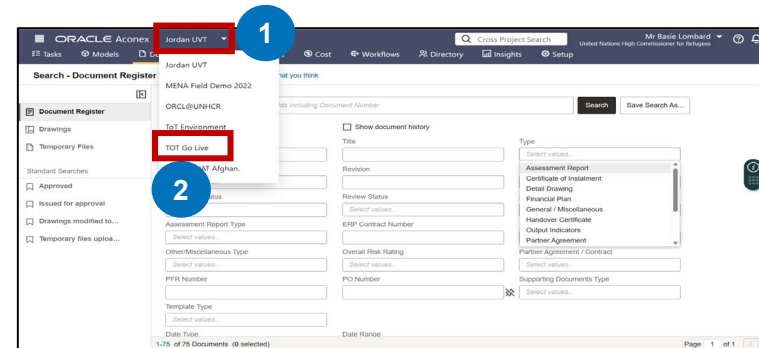 ORACLE Aconex
Jordan UVT
1
Cross Project Search
Mr Basie Lombard
United Nations High Commissioner for Refugees
Tasks
Models
D
Cost
Workflows
Directory
Insights
Setup
Search - Document Register
hat you think
Jordan UVT
MENA Field Demo 2022
ORCL@UNHCR
ToT Environment
TOT Go Live
AT Afghan.
2
Document Register
Drawings
Temporary Files
Standard Searches
Approved
Issued for approval
Drawings modified to...
Temporary files uploa...
ds including Document Number
Search
Save Search As...
Show document history
Title
Type
Select values...
Assessment Report
Certificate of Instalment
Detail Drawing
Financial Plan
General / Miscellaneous
Handover Certificate
Output Indicators
Partner Agreement
Revision
atus
Review Status
Select values...
Assessment Report Type
ERP Contract Number
Select values...
Other/Miscellaneous Type
Overall Risk Rating
Partner Agreement / Contract
Select values...
Select values...
Select values...
PFR Number
PO Number
Supporting Documents Type
Select values...
Template Type
Select values...
Date Type
Date Range
1-75 of 75 Documents (0 selected)
Page 1 of 1